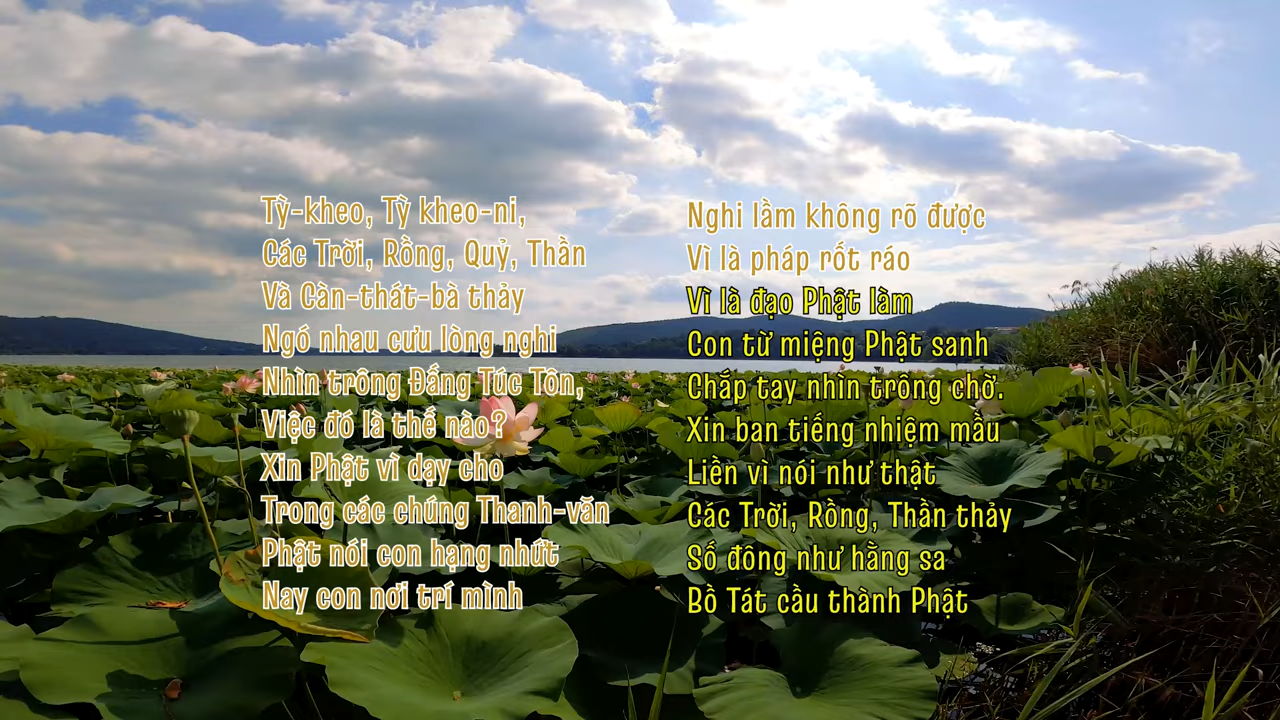 Tỳ-kheo, Tỳ kheo-ni,
Các Trời, Rồng, Quỷ, Thần
Và Càn-thát-bà thảy
Ngó nhau cưu lòng nghi
Nhìn trông Đấng Túc Tôn,
Việc đó là thế nào?
Xin Phật vì dạy cho
Trong các chúng Thanh-văn
Phật nói con hạng nhứt
Nay con nơi trí mình
Nghi lầm không rõ được
Vì là pháp rốt ráo
Vì là đạo Phật làm
Con từ miệng Phật sanh
Chắp tay nhìn trông chờ.
Xin ban tiếng nhiệm mầu
Liền vì nói như thật
Các Trời, Rồng, Thần thảy
Số đông như hằng sa
Bồ Tát cầu thành Phật